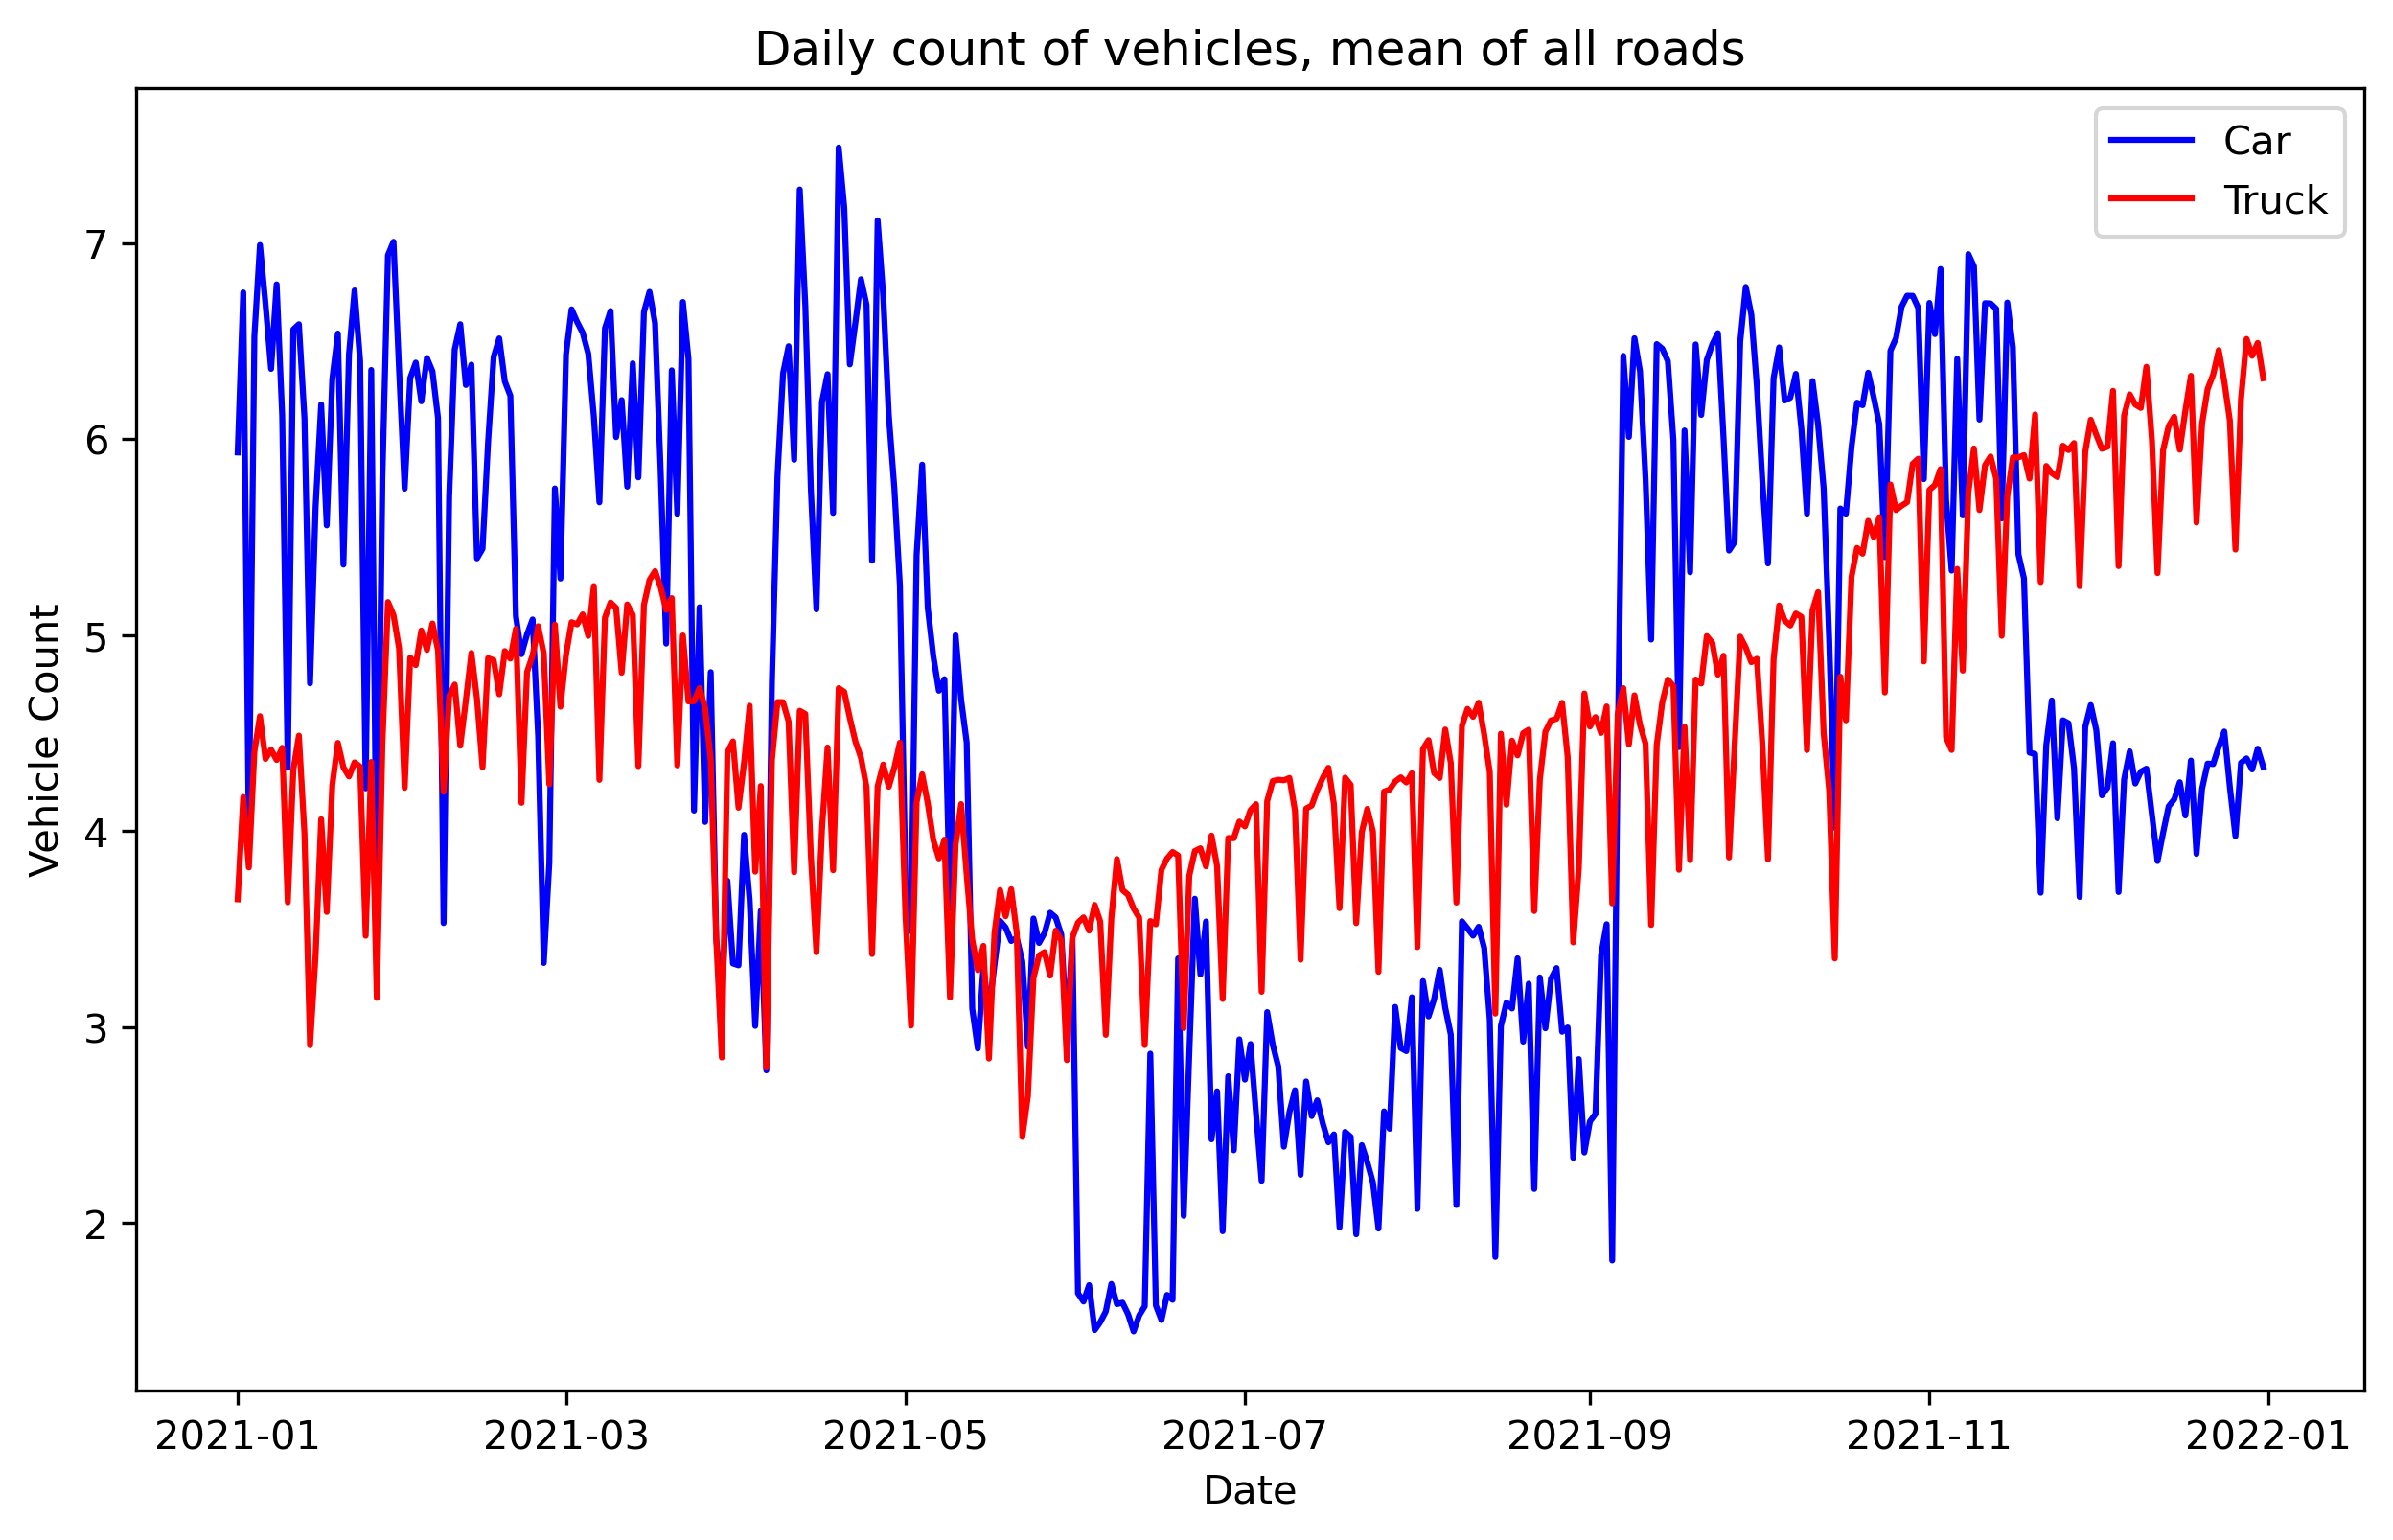 Daily count of vehicles, mean of all roads
Car
Truck
7
6
5
4
3
2
Vehicle Count
2021-01 2021-03 2021-05 2021-07 2021-09 2021-11 2022-01
Date